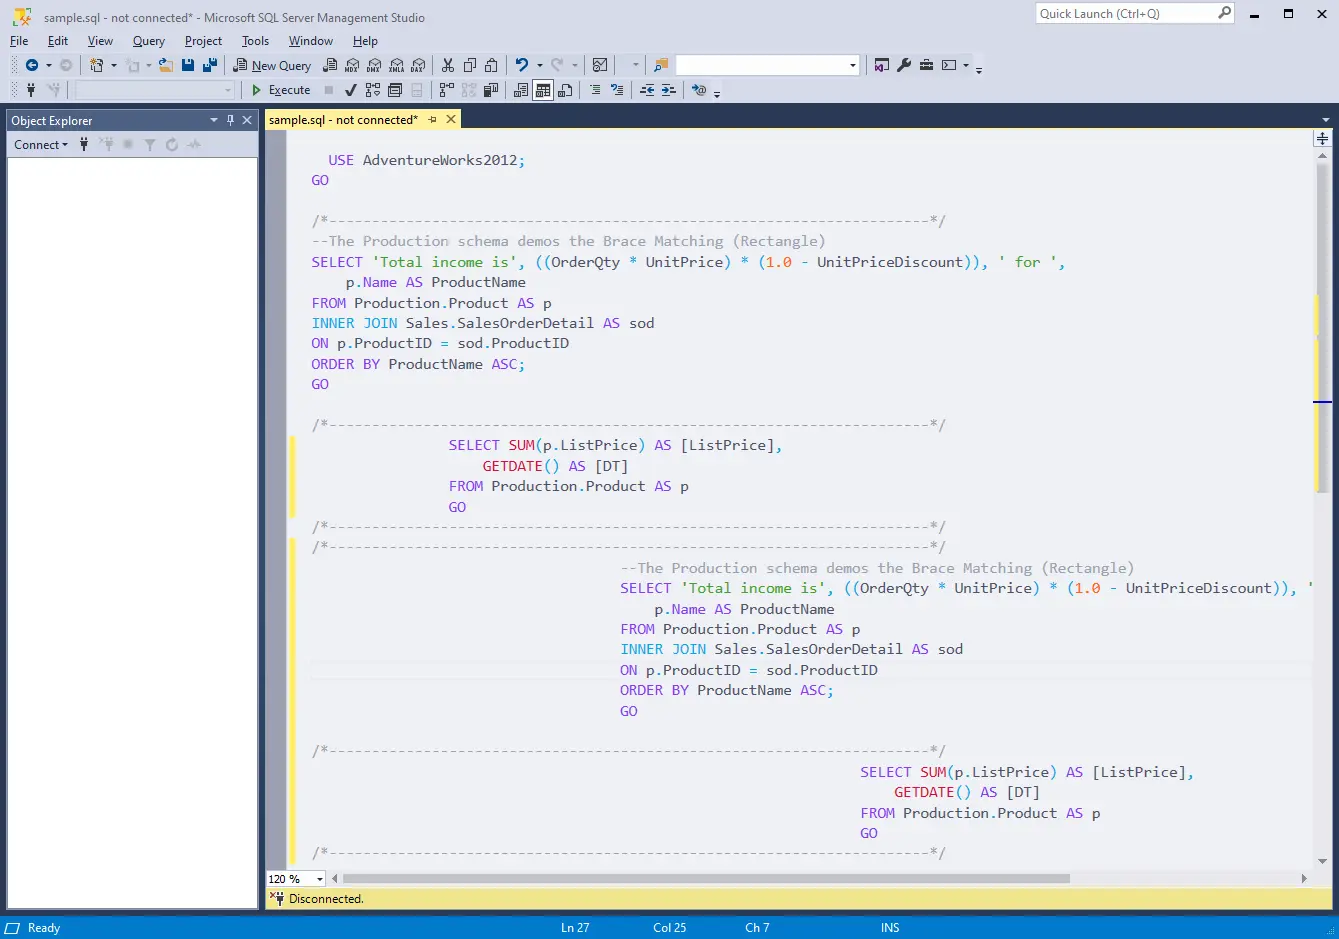 sample.sql - not connected* - Microsoft SQL Server Management Studio
Quick Launch (Ctrl+Q)
File Edit View Query Project Tools Window Help
New Query MDX DMX XMLA DAX
Execute
Object Explorer
sample.sql - not connected*
Connect
USE AdventureWorks2012;
GO
/*----------------------------------------------------------------------*/
--The Production schema demos the Brace Matching (Rectangle)
SELECT 'Total income is', ((OrderQty * UnitPrice) * (1.0 - UnitPriceDiscount)), ' for ',
p.Name AS ProductName
FROM Production.Product AS p
INNER JOIN Sales.SalesOrderDetail AS sod
ON p.ProductID = sod.ProductID
ORDER BY ProductName ASC;
GO
/*----------------------------------------------------------------------*/
SELECT SUM(p.ListPrice) AS [ListPrice],
GETDATE() AS [DT]
FROM Production.Product AS p
GO
/*----------------------------------------------------------------------*/
/*----------------------------------------------------------------------*/
--The Production schema demos the Brace Matching (Rectangle)
SELECT 'Total income is', ((OrderQty * UnitPrice) * (1.0 - UnitPriceDiscount)), '
p.Name AS ProductName
FROM Production.Product AS p
INNER JOIN Sales.SalesOrderDetail AS sod
ON p.ProductID = sod.ProductID
ORDER BY ProductName ASC;
GO
/*----------------------------------------------------------------------*/
SELECT SUM(p.ListPrice) AS [ListPrice],
GETDATE() AS [DT]
FROM Production.Product AS p
GO
/*----------------------------------------------------------------------*/
120 %
Disconnected.
Ready Ln 27 Col 25 Ch 7 INS